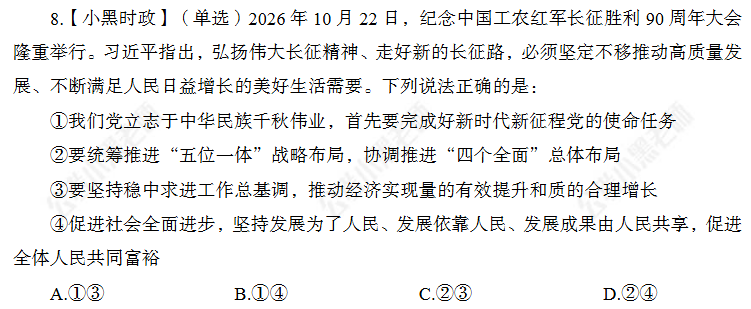 8.【小黑时政】（单选）2026 年 10 月 22 日，纪念中国工农红军长征胜利 90 周年大会
隆重举行。习近平指出，弘扬伟大长征精神、走好新的长征路，必须坚定不移推动高质量发
展、不断满足人民日益增长的美好生活需要。下列说法正确的是：
①我们党立志于中华民族千秋伟业，首先要完成好新时代新征程党的使命任务
②要统筹推进“五位一体”战略布局，协调推进“四个全面”总体布局
③要坚持稳中求进工作总基调，推动经济实现量的有效提升和质的合理增长
④促进社会全面进步，坚持发展为了人民、发展依靠人民、发展成果由人民共享，促进
全体人民共同富裕
A.①③ B.①④ C.②③ D.②④